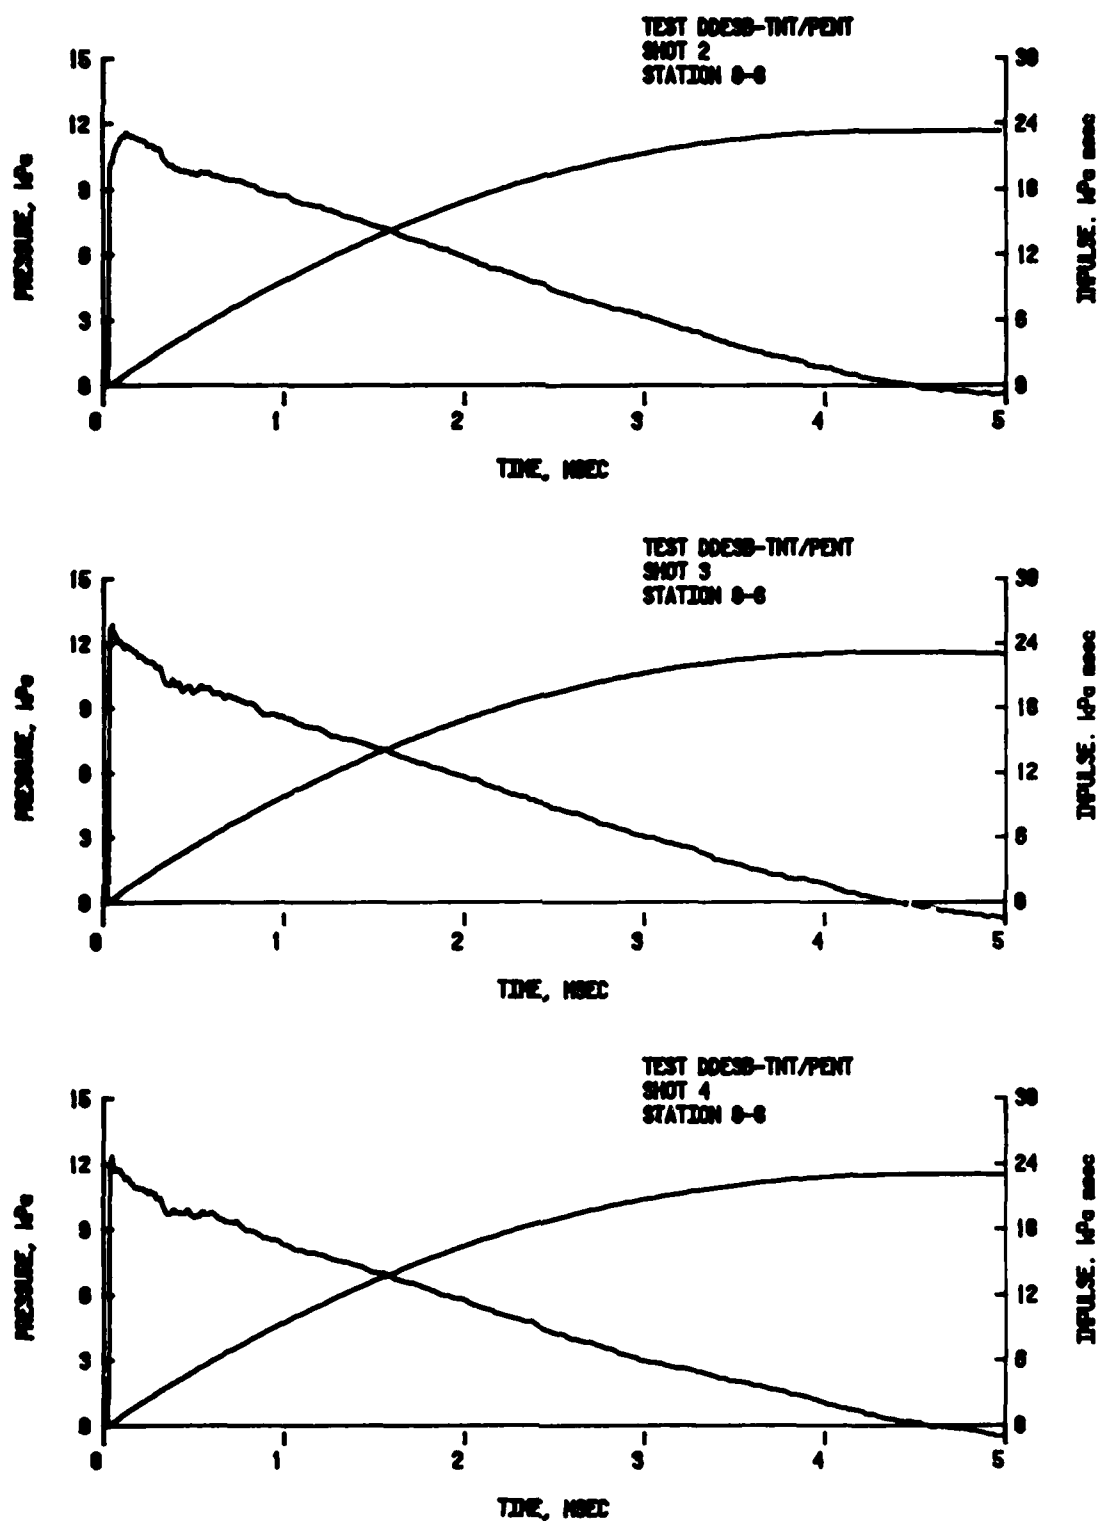 TEST DDESB-TNT/PENT
SHOT 2
STATION 8-6
15
12
9
6
3
0
PRESSURE, kPa
30
24
18
12
6
0
IMPULSE. kPa msec
0 1 2 3 4 5
TIME, MSEC
TEST DDESB-TNT/PENT
SHOT 3
STATION 8-6
15
12
9
6
3
0
PRESSURE, kPa
30
24
18
12
6
0
IMPULSE. kPa msec
0 1 2 3 4 5
TIME, MSEC
TEST DDESB-TNT/PENT
SHOT 4
STATION 8-6
15
12
9
6
3
0
PRESSURE, kPa
30
24
18
12
6
0
IMPULSE. kPa msec
0 1 2 3 4 5
TIME, MSEC